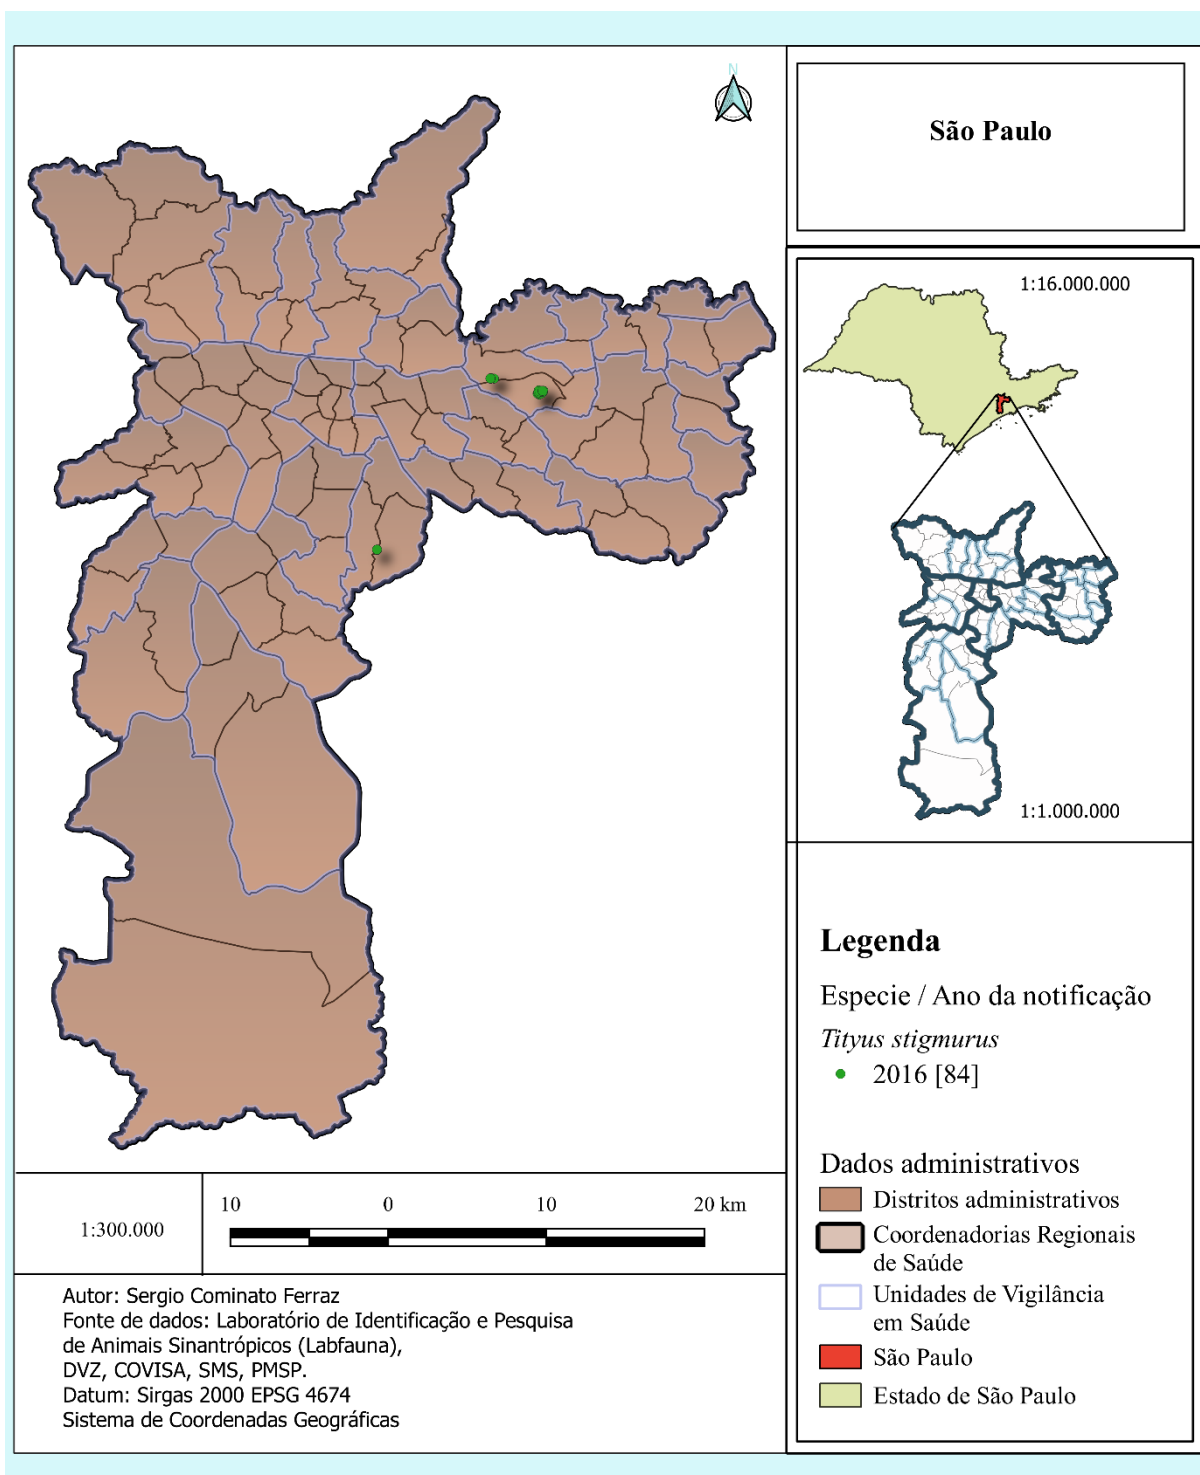 N
São Paulo
1:16.000.000
1:1.000.000
Legenda
Especie / Ano da notificação
Tityus stigmurus
2016 [84]
Dados administrativos
Distritos administrativos
Coordenadorias Regionais
de Saúde
Unidades de Vigilância
em Saúde
São Paulo
Estado de São Paulo
1:300.000
10 0 10 20 km
Autor: Sergio Cominato Ferraz
Fonte de dados: Laboratório de Identificação e Pesquisa
de Animais Sinantrópicos (Labfauna),
DVZ, COVISA, SMS, PMSP.
Datum: Sirgas 2000 EPSG 4674
Sistema de Coordenadas Geográficas